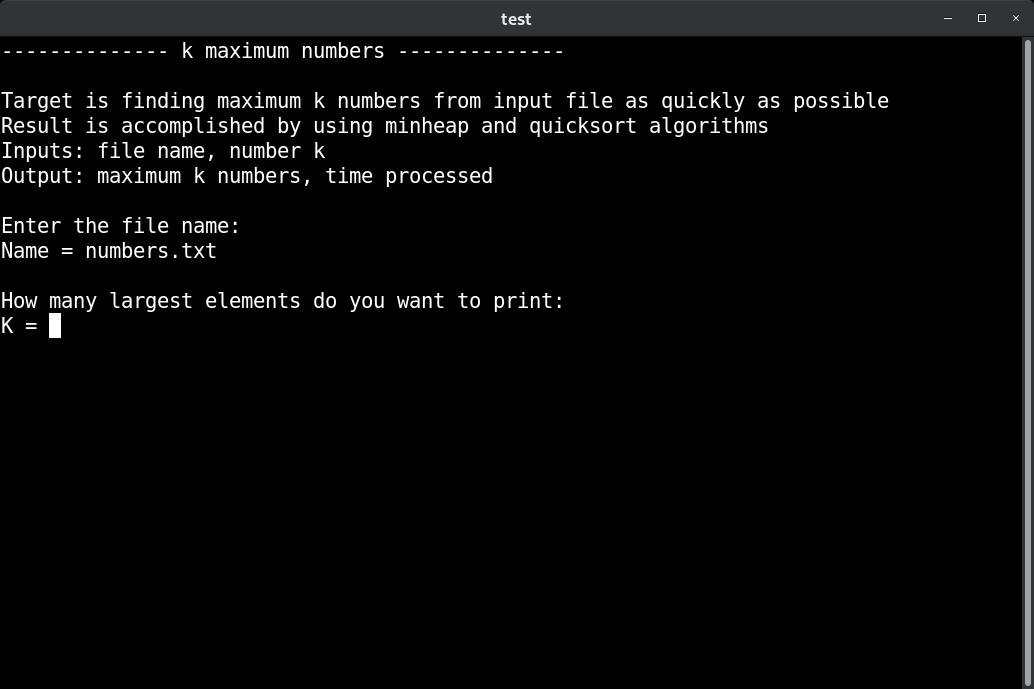 test
-------------- k maximum numbers --------------
Target is finding maximum k numbers from input file as quickly as possible
Result is accomplished by using minheap and quicksort algorithms
Inputs: file name, number k
Output: maximum k numbers, time processed
Enter the file name:
Name = numbers.txt
How many largest elements do you want to print:
K =